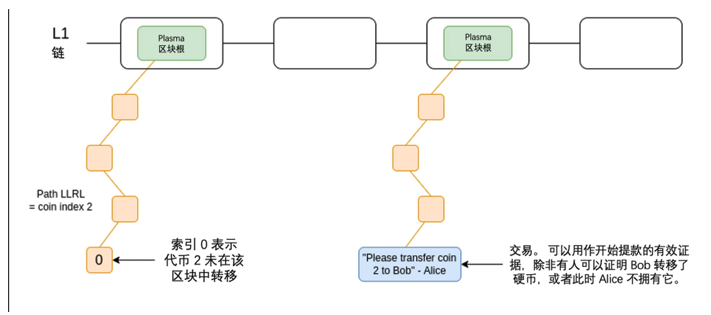 L1
链
Plasma
区块根
Plasma
区块根
Path LLRL
= coin index 2
0
索引 0 表示
代币 2 未在该
区块中转移
"Please transfer coin
2 to Bob" - Alice
交易。 可以用作开始提款的有效证
据，除非有人可以证明 Bob 转移了
硬币，或者此时 Alice 不拥有它。